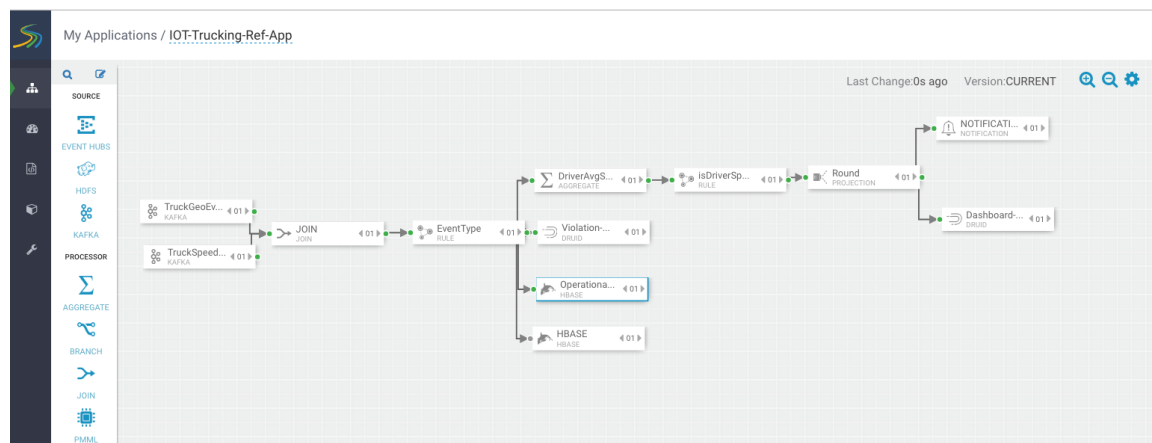 My Applications / IOT-Trucking-Ref-App
Last Change:0s ago Version:CURRENT
SOURCE
EVENT HUBS
HDFS
KAFKA
PROCESSOR
AGGREGATE
BRANCH
JOIN
PMML
TruckGeoEv... 01
KAFKA
TruckSpeed... 01
KAFKA
JOIN 01
JOIN
EventType 01
RULE
DriverAvgS... 01
AGGREGATE
isDriverSp... 01
RULE
Round 01
PROJECTION
NOTIFICATI... 01
NOTIFICATION
Dashboard-... 01
DRUID
Violation-... 01
DRUID
Operationa... 01
HBASE
HBASE 01
HBASE